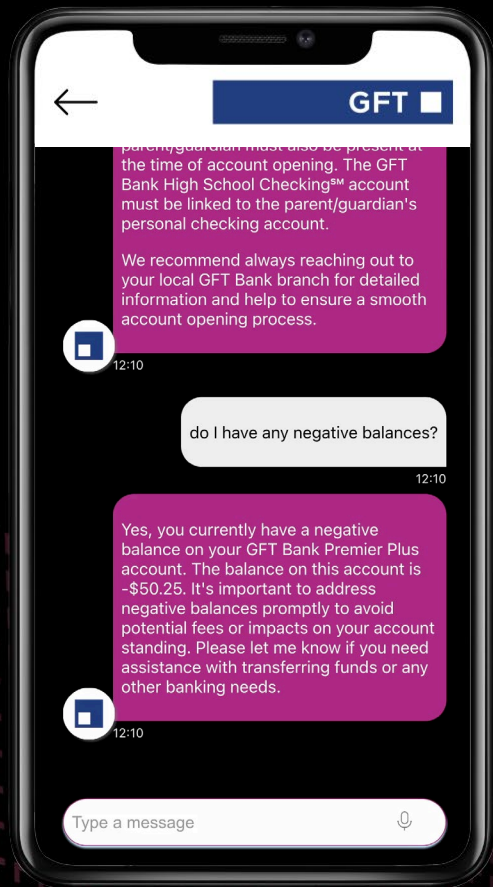 GFT
parent/guardian must also be present at
the time of account opening. The GFT
Bank High School Checking℠ account
must be linked to the parent/guardian's
personal checking account.
We recommend always reaching out to
your local GFT Bank branch for detailed
information and help to ensure a smooth
account opening process.
12:10
do I have any negative balances?
12:10
Yes, you currently have a negative
balance on your GFT Bank Premier Plus
account. The balance on this account is
-$50.25. It's important to address
negative balances promptly to avoid
potential fees or impacts on your account
standing. Please let me know if you need
assistance with transferring funds or any
other banking needs.
12:10
Type a message